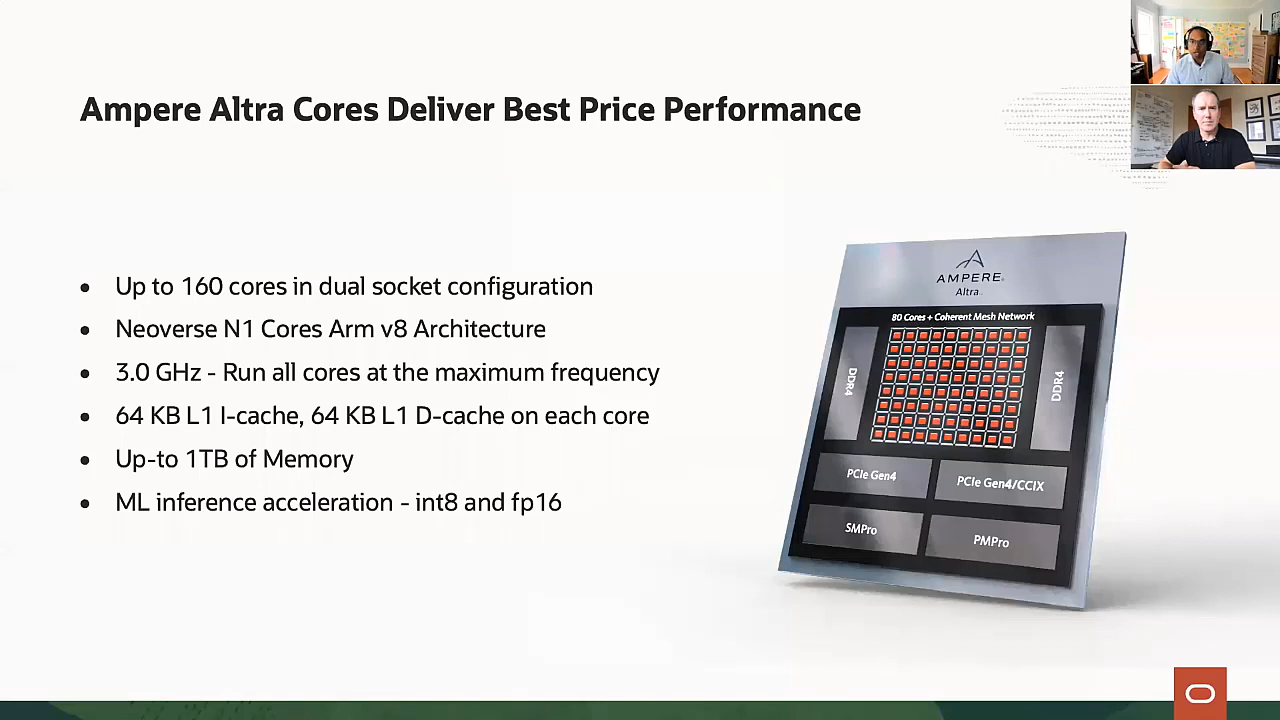 Ampere Altra Cores Deliver Best Price Performance
• Up to 160 cores in dual socket configuration
• Neoverse N1 Cores Arm v8 Architecture
• 3.0 GHz - Run all cores at the maximum frequency
• 64 KB L1 I-cache, 64 KB L1 D-cache on each core
• Up-to 1TB of Memory
• ML inference acceleration - int8 and fp16
AMPERE
Altra
80 Cores + Coherent Mesh Network
DDR4
DDR4
PCIe Gen4
PCIe Gen4/CCIX
SMPro
PMPro